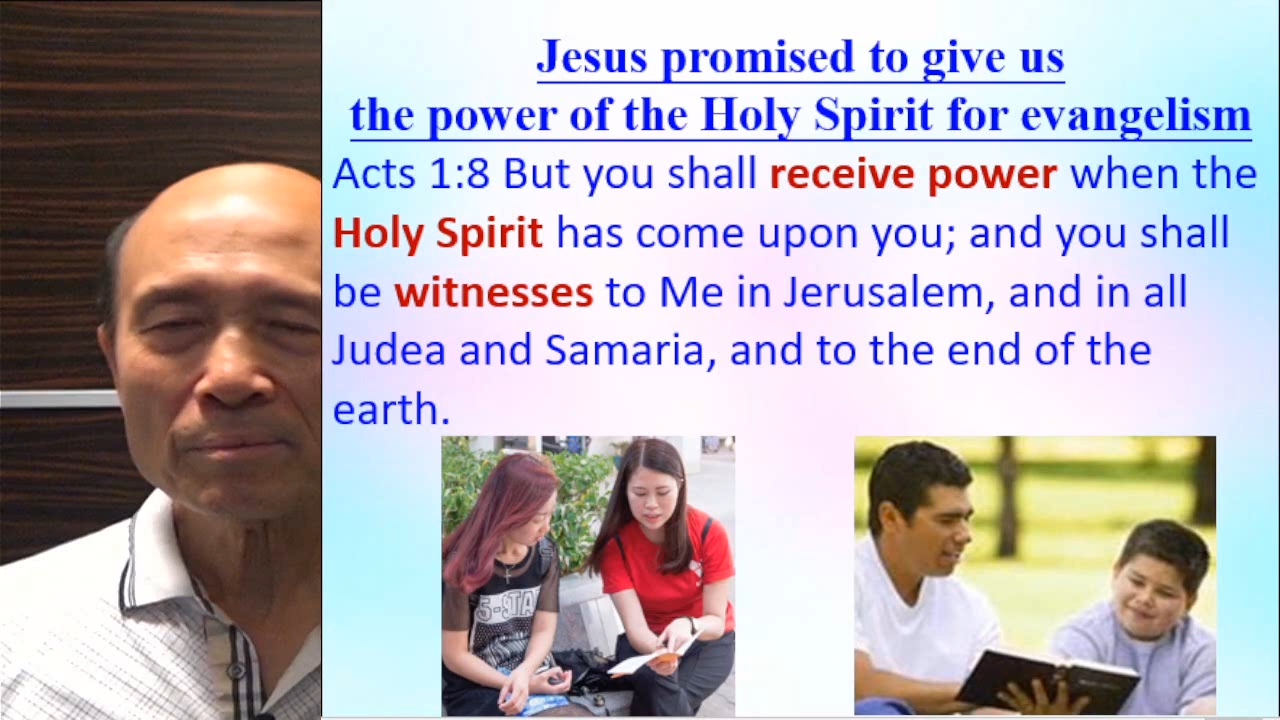 Jesus promised to give us
the power of the Holy Spirit for evangelism
Acts 1:8 But you shall receive power when the
Holy Spirit has come upon you; and you shall
be witnesses to Me in Jerusalem, and in all
Judea and Samaria, and to the end of the
earth.
5-STA